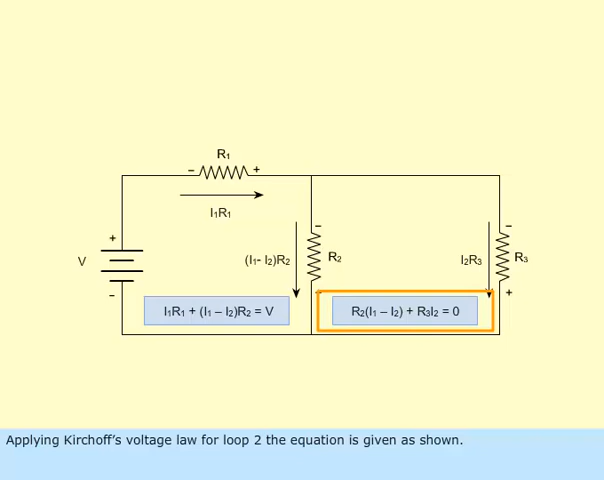 R₁
– +
I₁R₁
+
V
–
–
(I₁- I₂)R₂
R₂
+
–
I₂R₃
R₃
+
I₁R₁ + (I₁ – I₂)R₂ = V
R₂(I₁ – I₂) + R₃I₂ = 0
Applying Kirchoff’s voltage law for loop 2 the equation is given as shown.